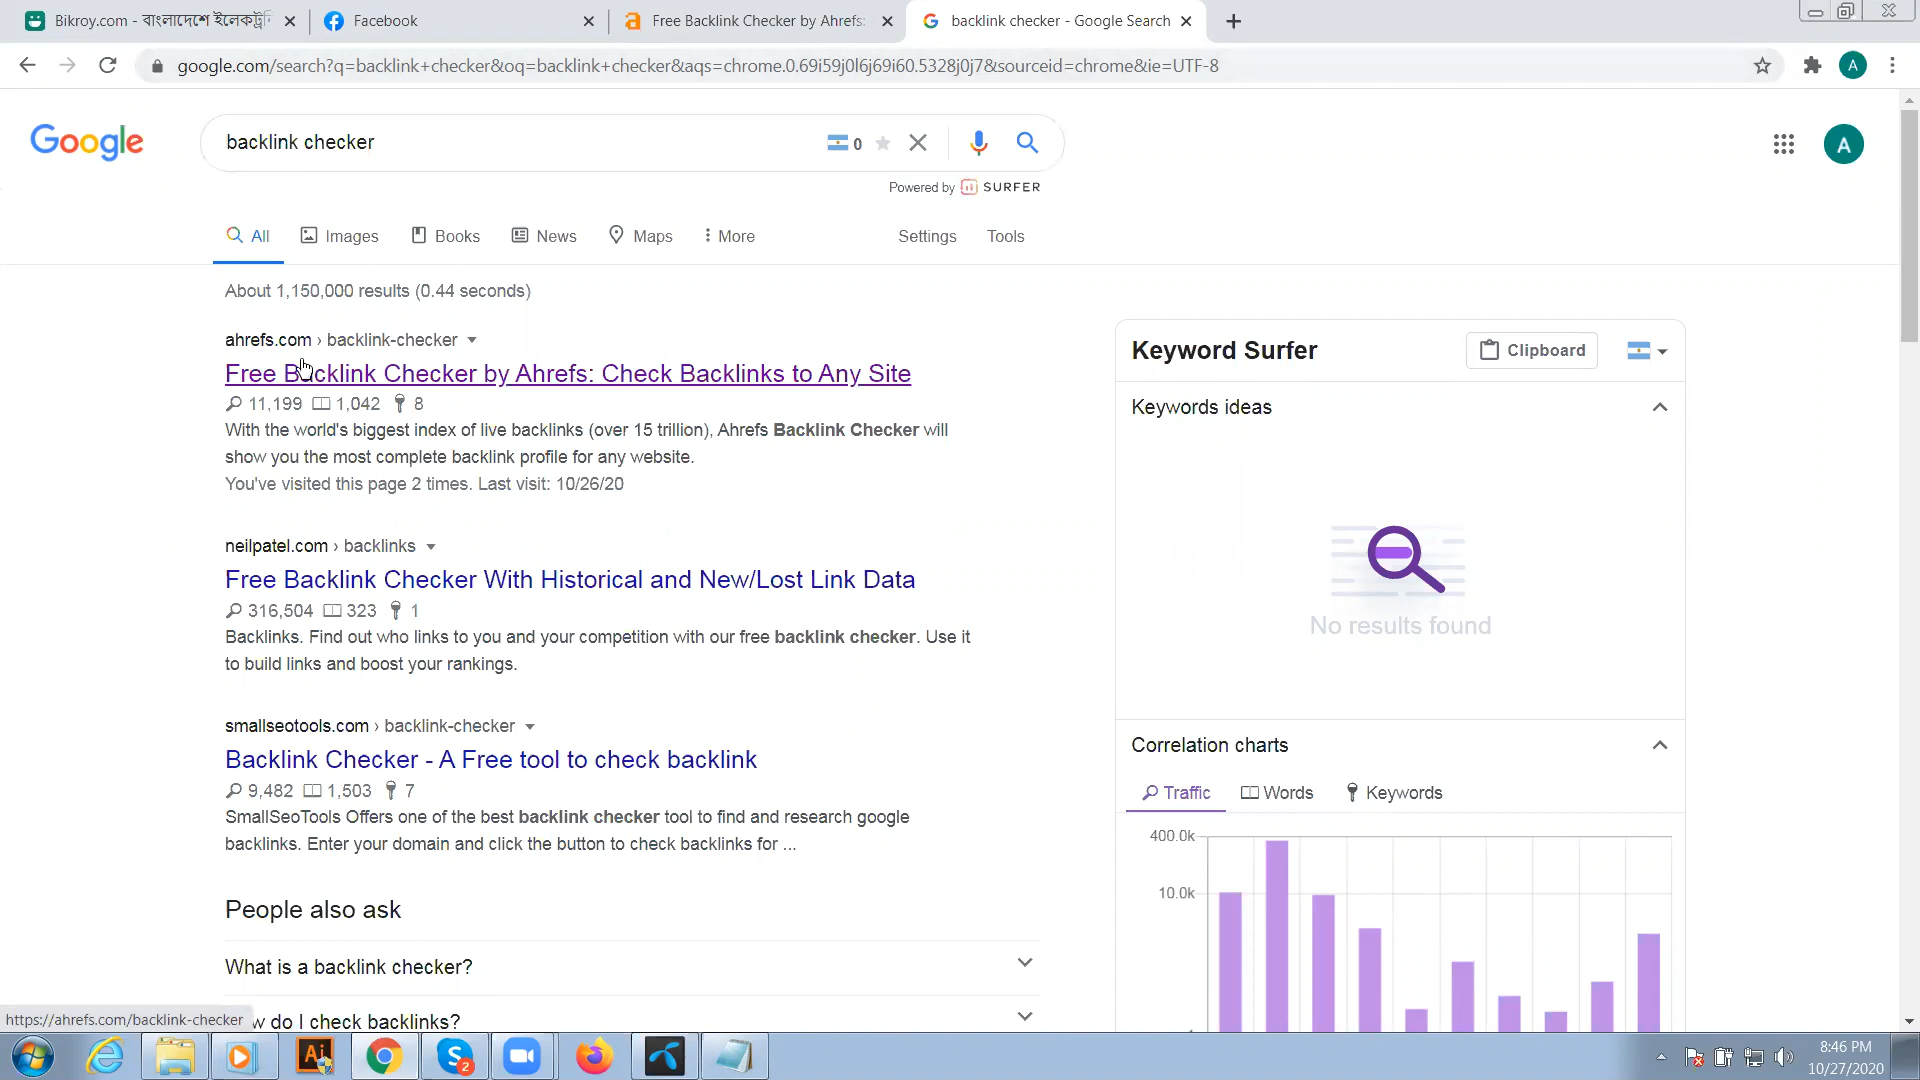 Bikroy.com - বাংলাদেশে ইলেকট্রনি
Facebook
Free Backlink Checker by Ahrefs:
backlink checker - Google Search
google.com/search?q=backlink+checker&oq=backlink+checker&aqs=chrome.0.69i59j0l6j69i60.5328j0j7&sourceid=chrome&ie=UTF-8
A
Google
backlink checker
0
A
Powered by SURFER
All
Images
Books
News
Maps
More
Settings
Tools
About 1,150,000 results (0.44 seconds)
ahrefs.com › backlink-checker
Free Backlink Checker by Ahrefs: Check Backlinks to Any Site
11,199 1,042 8
With the world's biggest index of live backlinks (over 15 trillion), Ahrefs Backlink Checker will
show you the most complete backlink profile for any website.
You've visited this page 2 times. Last visit: 10/26/20
neilpatel.com › backlinks
Free Backlink Checker With Historical and New/Lost Link Data
316,504 323 1
Backlinks. Find out who links to you and your competition with our free backlink checker. Use it
to build links and boost your rankings.
smallseotools.com › backlink-checker
Backlink Checker - A Free tool to check backlink
9,482 1,503 7
SmallSeoTools Offers one of the best backlink checker tool to find and research google
backlinks. Enter your domain and click the button to check backlinks for ...
People also ask
What is a backlink checker?
w do I check backlinks?
https://ahrefs.com/backlink-checker
Keyword Surfer
Clipboard
Keywords ideas
No results found
Correlation charts
Traffic
Words
Keywords
400.0k
10.0k
Ai
S
2
8:46 PM
10/27/2020